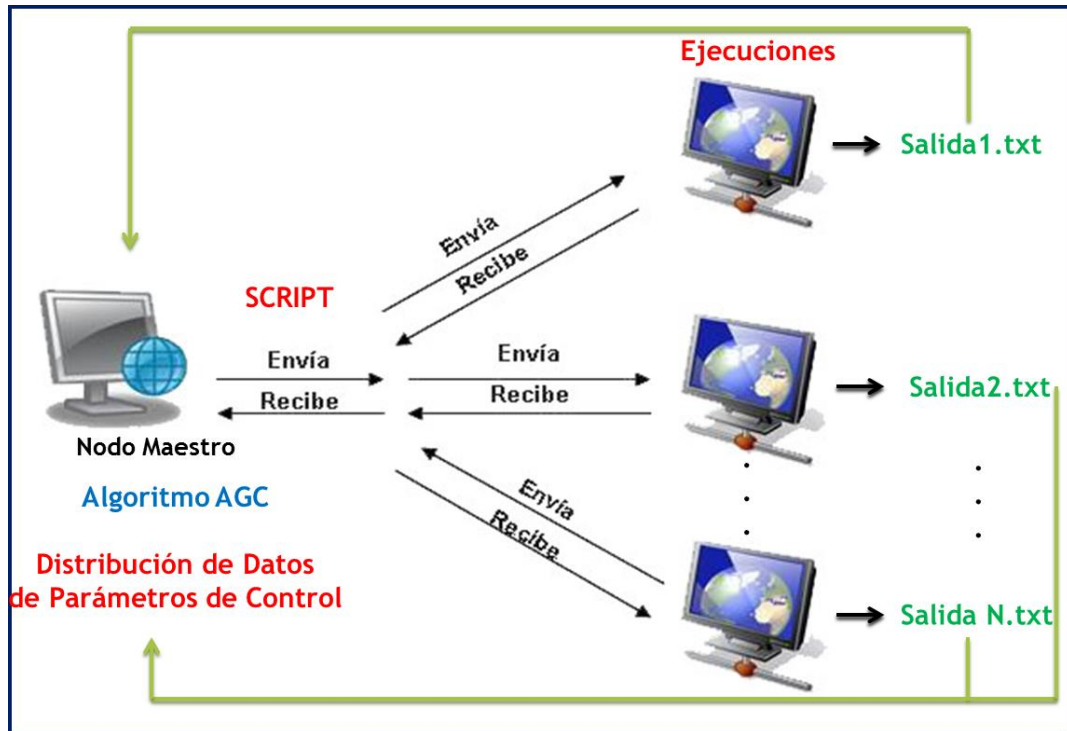 Ejecuciones
Salida1.txt
Envía
Recibe
SCRIPT
Envía
Recibe
Envía
Recibe
Salida2.txt
Nodo Maestro
Algoritmo AGC
Envía
Recibe
Distribución de Datos
de Parámetros de Control
Salida N.txt